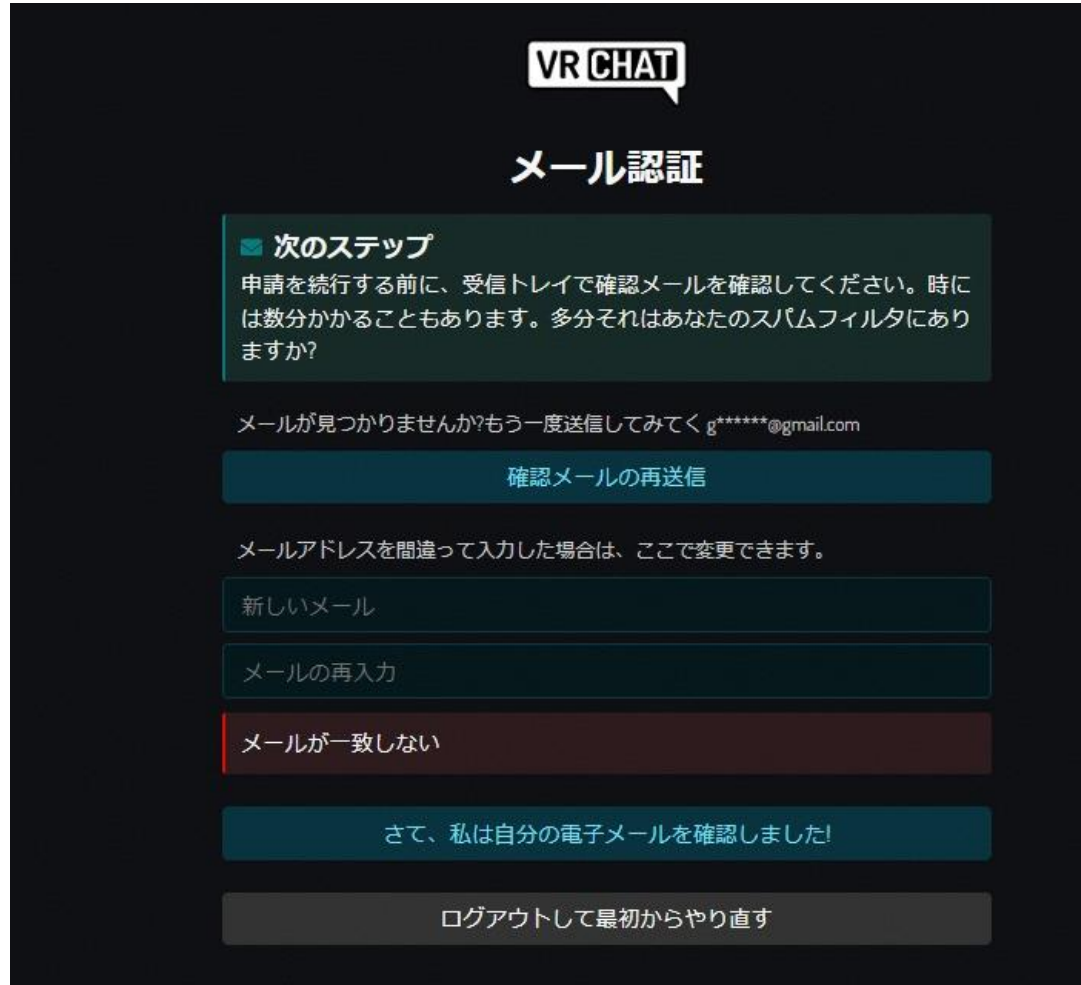 VR CHAT
メール認証
次のステップ
申請を続行する前に、受信トレイで確認メールを確認してください。時に
は数分かかることもあります。多分それはあなたのスパムフィルタにあり
ますか?
メールが見つかりませんか?もう一度送信してみてく g******@gmail.com
確認メールの再送信
メールアドレスを間違って入力した場合は、ここで変更できます。
新しいメール
メールの再入力
メールが一致しない
さて、私は自分の電子メールを確認しました!
ログアウトして最初からやり直す